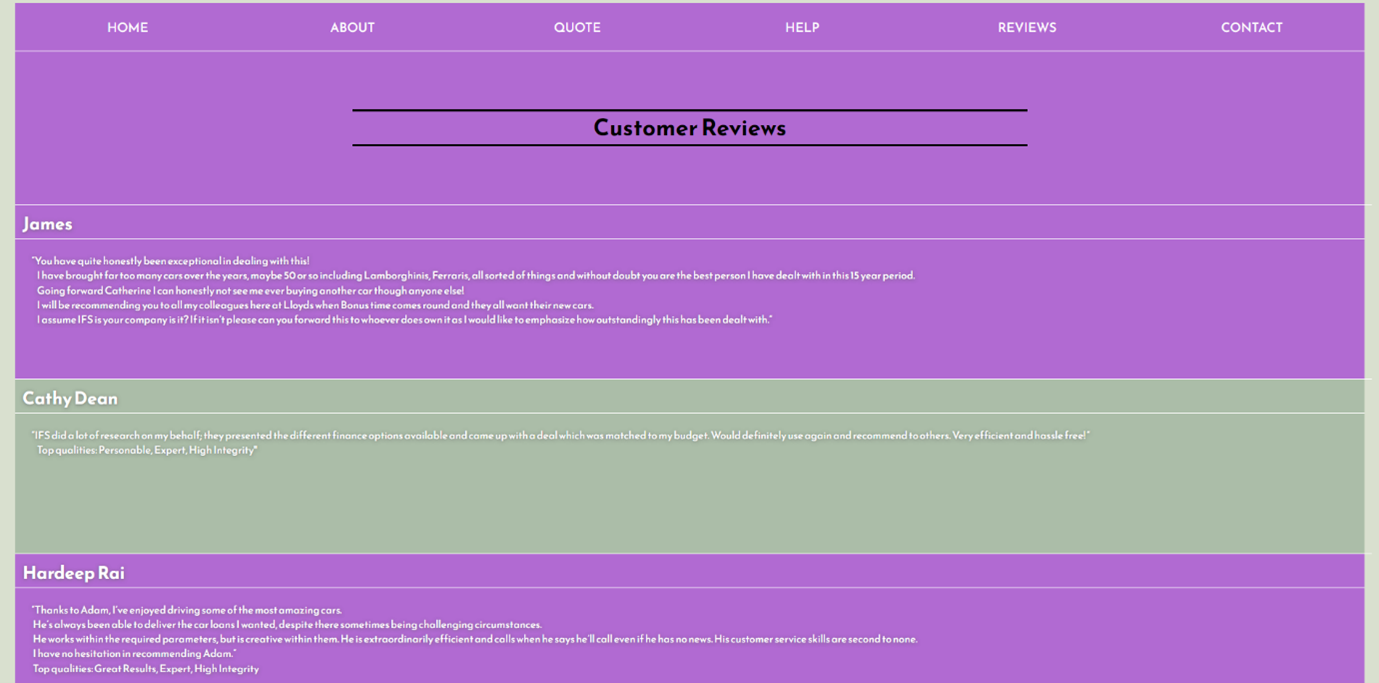 HOME ABOUT QUOTE HELP REVIEWS CONTACT
Customer Reviews
James
"You have quite honestly been exceptional in dealing with this!
I have brought far too many cars over the years, maybe 50 or so including Lamborghinis, Ferraris, all sorted of things and without doubt you are the best person I have dealt with in this 15 year period.
Going forward Catherine I can honestly not see me ever buying another car though anyone else!
I will be recommending you to all my colleagues here at Lloyds when Bonus time comes round and they all want their new cars.
I assume IFS is your company is it? If it isn't please can you forward this to whoever does own it as I would like to emphasize how outstandingly this has been dealt with."
Cathy Dean
"IFS did a lot of research on my behalf; they presented the different finance options available and came up with a deal which was matched to my budget. Would definitely use again and recommend to others. Very efficient and hassle free!"
Top qualities: Personable, Expert, High Integrity"
Hardeep Rai
"Thanks to Adam, I've enjoyed driving some of the most amazing cars.
He's always been able to deliver the car loans I wanted, despite there sometimes being challenging circumstances.
He works within the required parameters, but is creative within them. He is extraordinarily efficient and calls when he says he'll call even if he has no news. His customer service skills are second to none.
I have no hesitation in recommending Adam."
Top qualities: Great Results, Expert, High Integrity